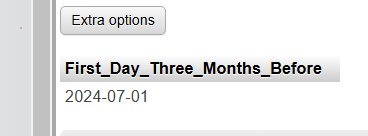 Extra options
First_Day_Three_Months_Before
2024-07-01